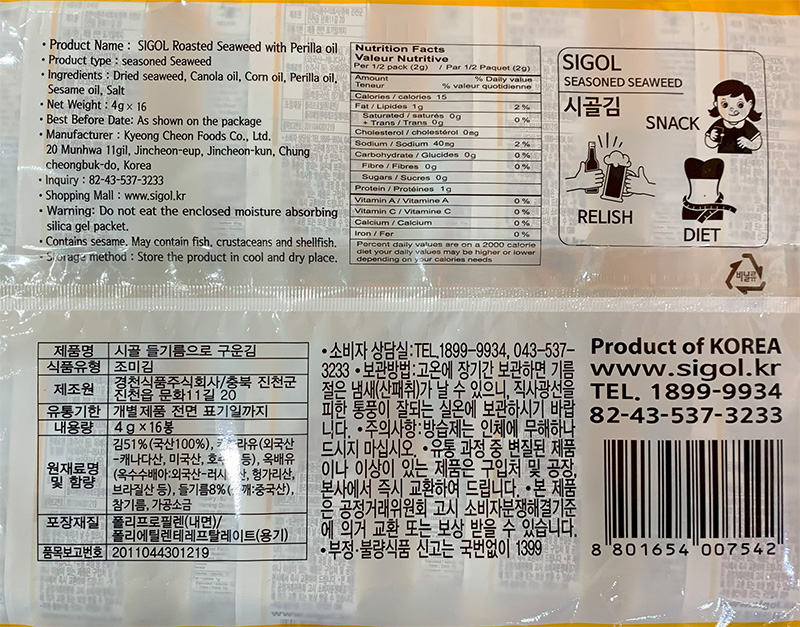 • Product Name : SIGOL Roasted Seaweed with Perilla oil
• Product type : seasoned Seaweed
• Ingredients : Dried seaweed, Canola oil, Corn oil, Perilla oil,
Sesame oil, Salt
• Net Weight : 4g × 16
• Best Before Date: As shown on the package
• Manufacturer : Kyeong Cheon Foods Co., Ltd.
20 Munhwa 11gil, Jincheon-eup, Jincheon-kun, Chung
cheongbuk-do, Korea
• Inquiry : 82-43-537-3233
• Shopping Mall : www.sigol.kr
• Warning: Do not eat the enclosed moisture absorbing
silica gel packet.
• Contains sesame. May contain fish, crustaceans and shellfish.
• Storage method : Store the product in cool and dry place.
Nutrition Facts
Valeur Nutritive
Per 1/2 pack (2g) / Par 1/2 Paquet (2g)
Amount % Daily value
Teneur % valeur quotidienne
Calories / calories 15
Fat / Lipides 1g 2%
Saturated / saturés 0g
+ Trans / Trans 0g 0%
Cholesterol / cholestérol 0mg
Sodium / Sodium 40mg 2%
Carbohydrate / Glucides 0g 0%
Fibre / Fibres 0g 0%
Sugars / Sucres 0g
Protein / Protéines 1g
Vitamin A / Vitamine A 0%
Vitamin C / Vitamine C 0%
Calcium / Calcium 0%
Iron / Fer 0%
Percent daily values are on a 2000 calorie
diet your daily values may be higher or lower
depending on your calories needs
SIGOL
SEASONED SEAWEED
시골김
SNACK
RELISH
DIET
비닐류
제품명 시골 들기름으로 구운김
식품유형 조미김
제조원 경천식품주식회사/충북 진천군
진천읍 문화11길 20
유통기한 개별제품 전면 표기일까지
내용량 4g×16봉
원재료명
및 함량
김51%(국산100%), 카놀라유(외국산
-캐나다산, 미국산, 호주산 등), 옥배유
(옥수수배아:외국산-러시아산, 헝가리산,
브라질산 등), 들기름8%(들깨:중국산),
참기름, 가공소금
포장재질 폴리프로필렌(내면)/
폴리에틸렌테레프탈레이트(용기)
품목보고번호 2011044301219
• 소비자 상담실:TEL.1899-9934, 043-537-
3233 • 보관방법:고온에 장기간 보관하면 기름
절은 냄새(산패취)가 날 수 있으니, 직사광선을
피한 통풍이 잘되는 실온에 보관하시기 바랍
니다. • 주의사항:방습제는 인체에 무해하나
드시지 마십시오. • 유통 과정 중 변질된 제품
이나 이상이 있는 제품은 구입처 및 공장,
본사에서 즉시 교환하여 드립니다. • 본 제품
은 공정거래위원회 고시 소비자분쟁해결기준
에 의거 교환 또는 보상 받을 수 있습니다.
• 부정·불량식품 신고는 국번없이 1399
Product of KOREA
www.sigol.kr
TEL. 1899-9934
82-43-537-3233
8 801654 007542